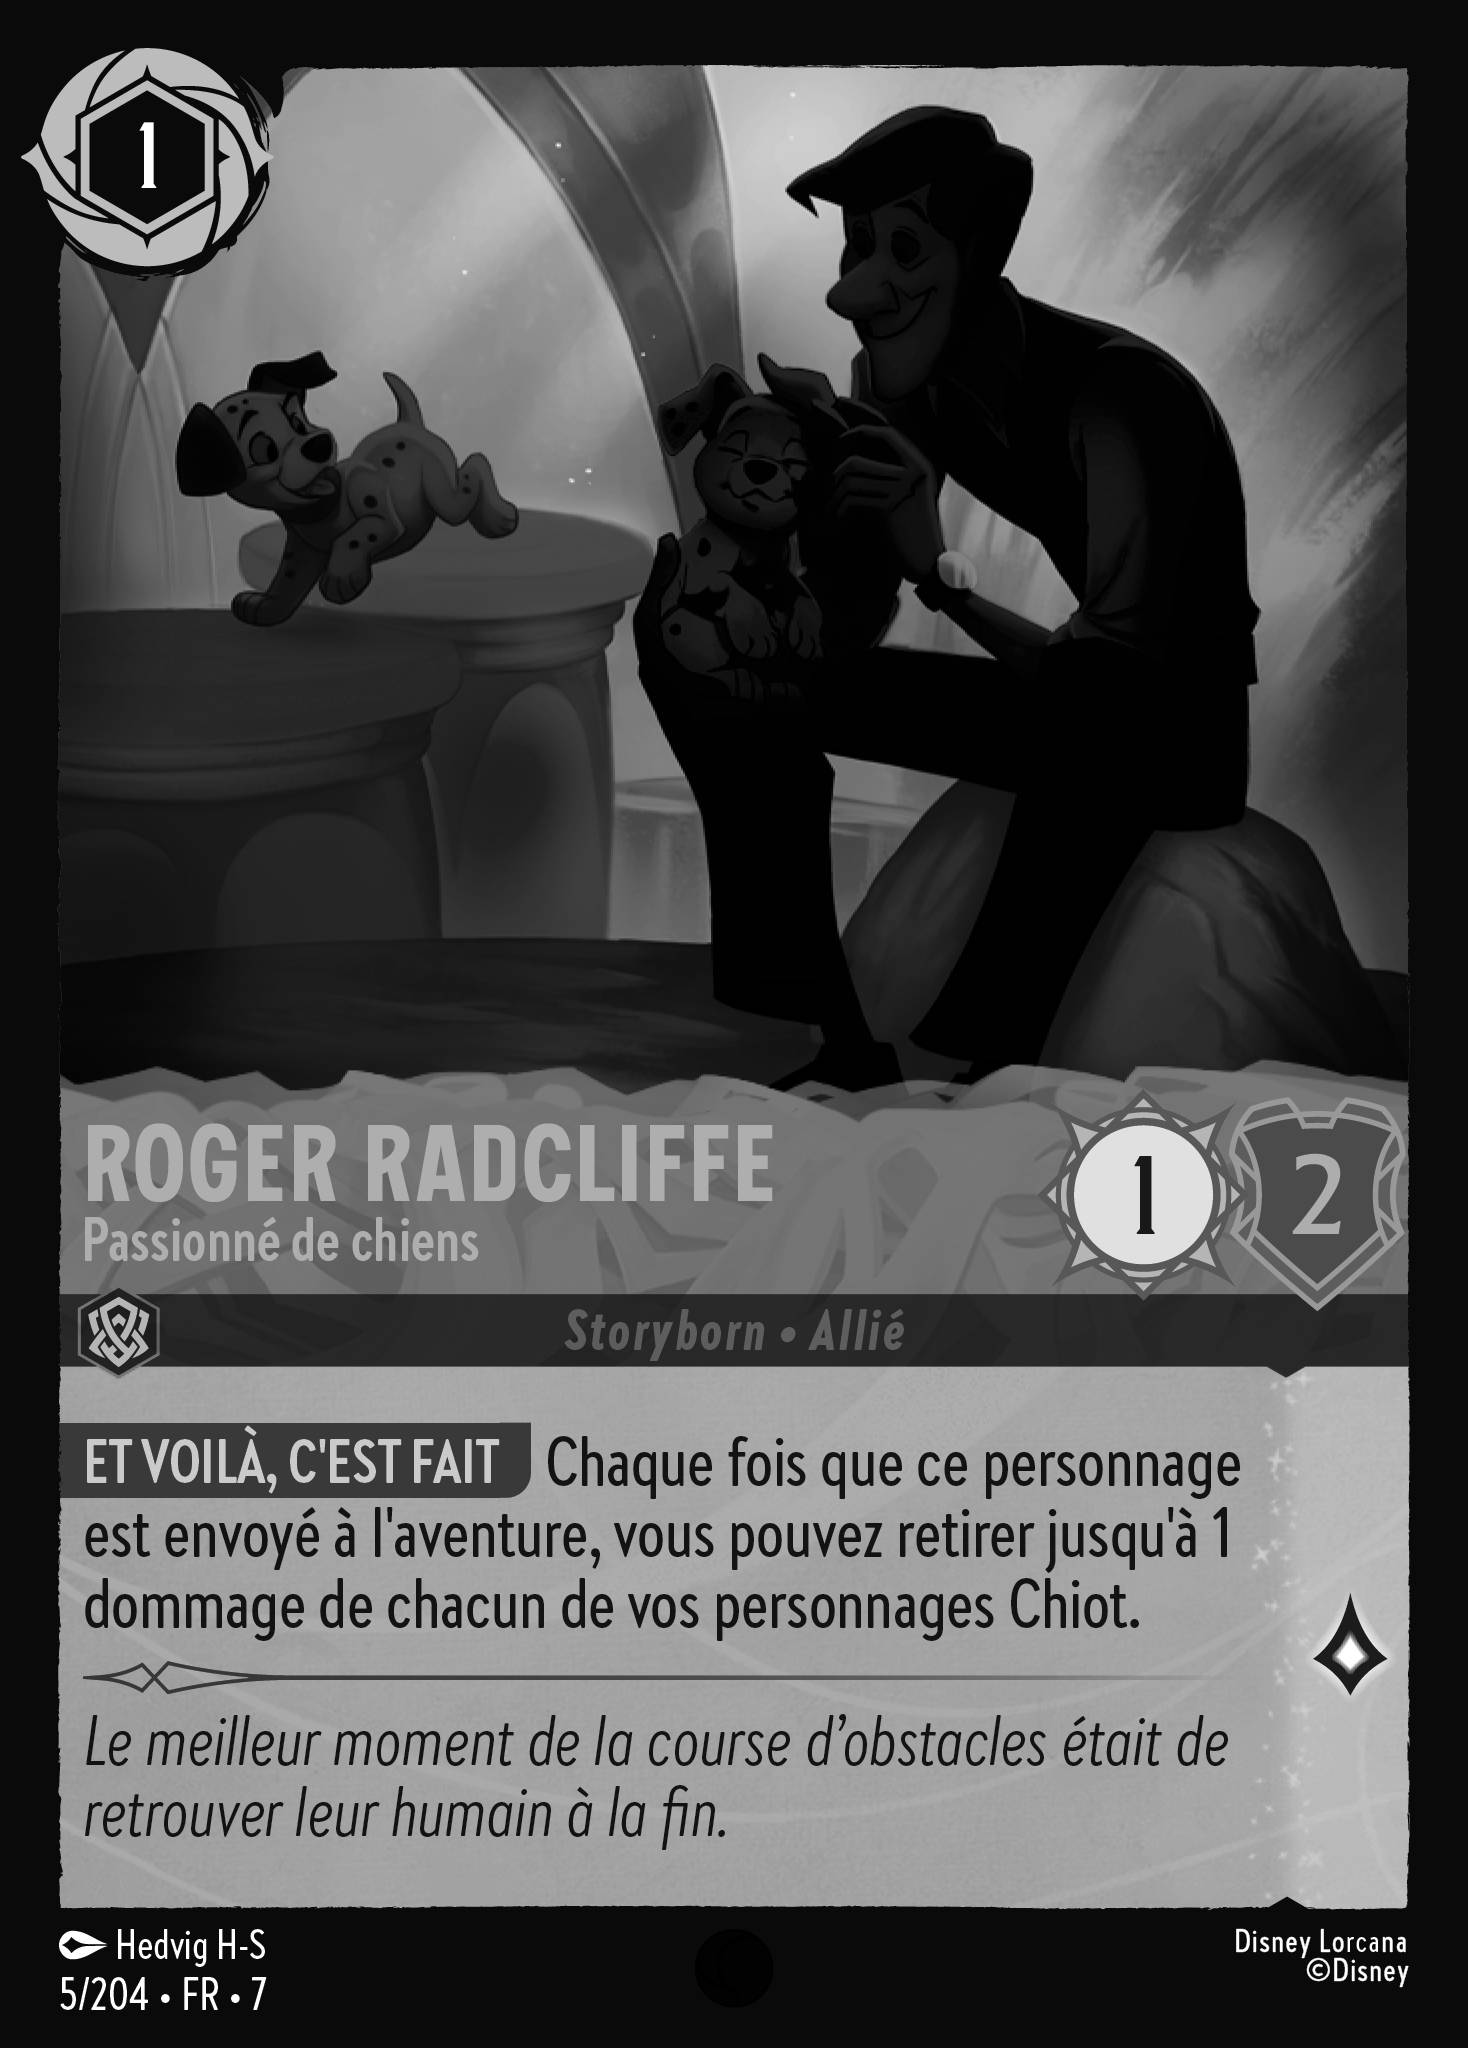 1
ROGER RADCLIFFE
Passionné de chiens
1
2
Storyborn • Allié
ET VOILÀ, C'EST FAIT Chaque fois que ce personnage
est envoyé à l'aventure, vous pouvez retirer jusqu'à 1
dommage de chacun de vos personnages Chiot.
Le meilleur moment de la course d’obstacles était de
retrouver leur humain à la fin.
Hedvig H-S
5/204 • FR • 7
Disney Lorcana
©Disney